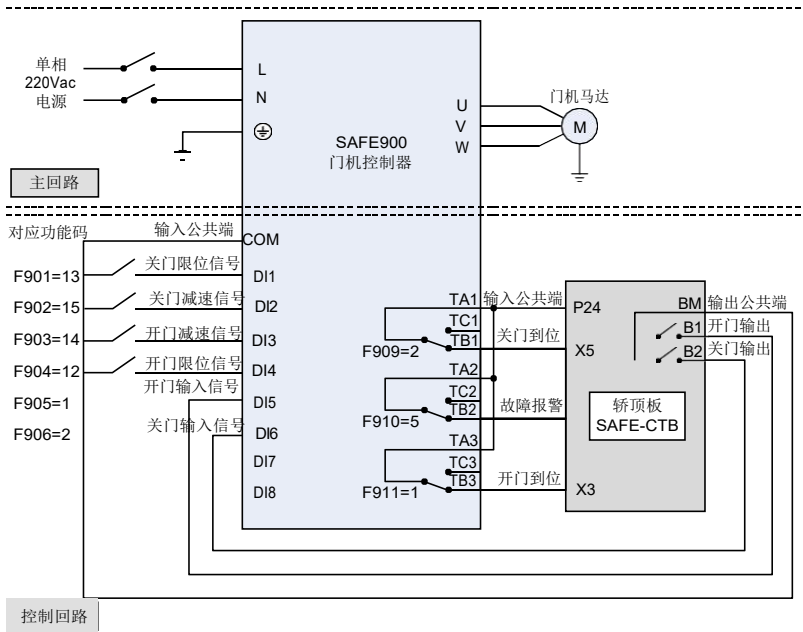 单相
220Vac
电源
L
N
SAFE900
门机控制器
U
V
W
门机马达
M
主回路
对应功能码
输入公共端
COM
F901=13
关门限位信号
DI1
F902=15
关门减速信号
DI2
F903=14
开门减速信号
DI3
F904=12
开门限位信号
DI4
F905=1
开门输入信号
DI5
F906=2
关门输入信号
DI6
DI7
DI8
TA1
TC1
TB1
F909=2
TA2
TC2
TB2
F910=5
TA3
TC3
TB3
F911=1
输入公共端
关门到位
故障报警
开门到位
P24
X5
X3
BM
B1
B2
轿顶板
SAFE-CTB
输出公共端
开门输出
关门输出
控制回路